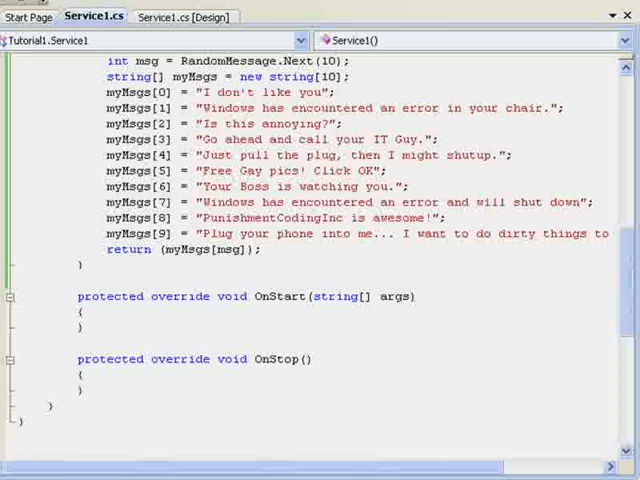 Start Page Service1.cs Service1.cs [Design]
Tutorial1.Service1 Service1()
int msg = RandomMessage.Next(10);
string[] myMsgs = new string[10];
myMsgs[0] = "I don't like you";
myMsgs[1] = "Windows has encountered an error in your chair.";
myMsgs[2] = "Is this annoying?";
myMsgs[3] = "Go ahead and call your IT Guy.";
myMsgs[4] = "Just pull the plug, then I might shutup.";
myMsgs[5] = "Free Gay pics! Click OK";
myMsgs[6] = "Your Boss is watching you.";
myMsgs[7] = "Windows has encountered an error and will shut down";
myMsgs[8] = "PunishmentCodingInc is awesome!";
myMsgs[9] = "Plug your phone into me... I want to do dirty things to
return (myMsgs[msg]);
}
protected override void OnStart(string[] args)
{
}
protected override void OnStop()
{
}
}
}